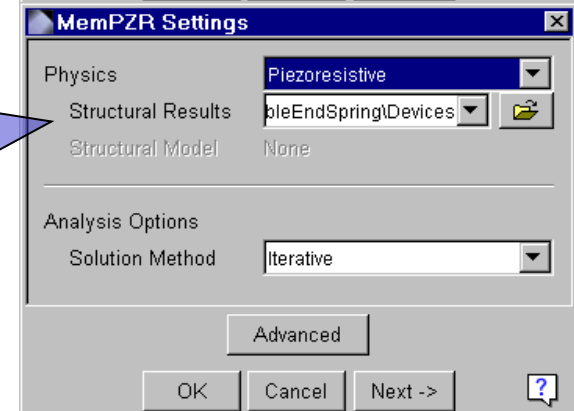 MemPZR Settings
Physics Piezoresistive
Structural Results bleEndSpring\Devices
Structural Model None
Analysis Options
Solution Method Iterative
Advanced
OK Cancel Next -> ?